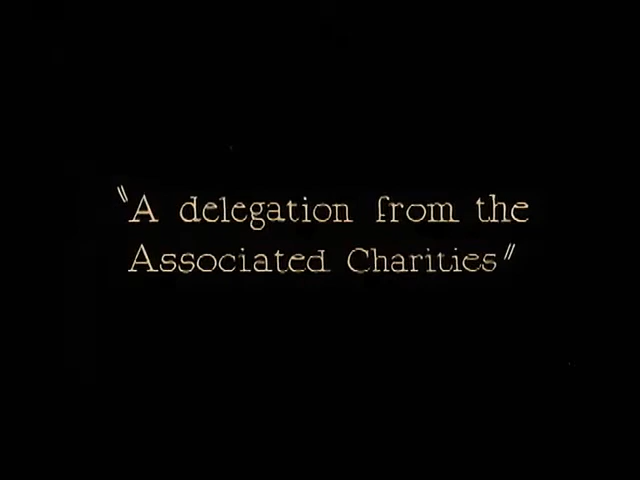 "A delegation from the
Associated Charities"